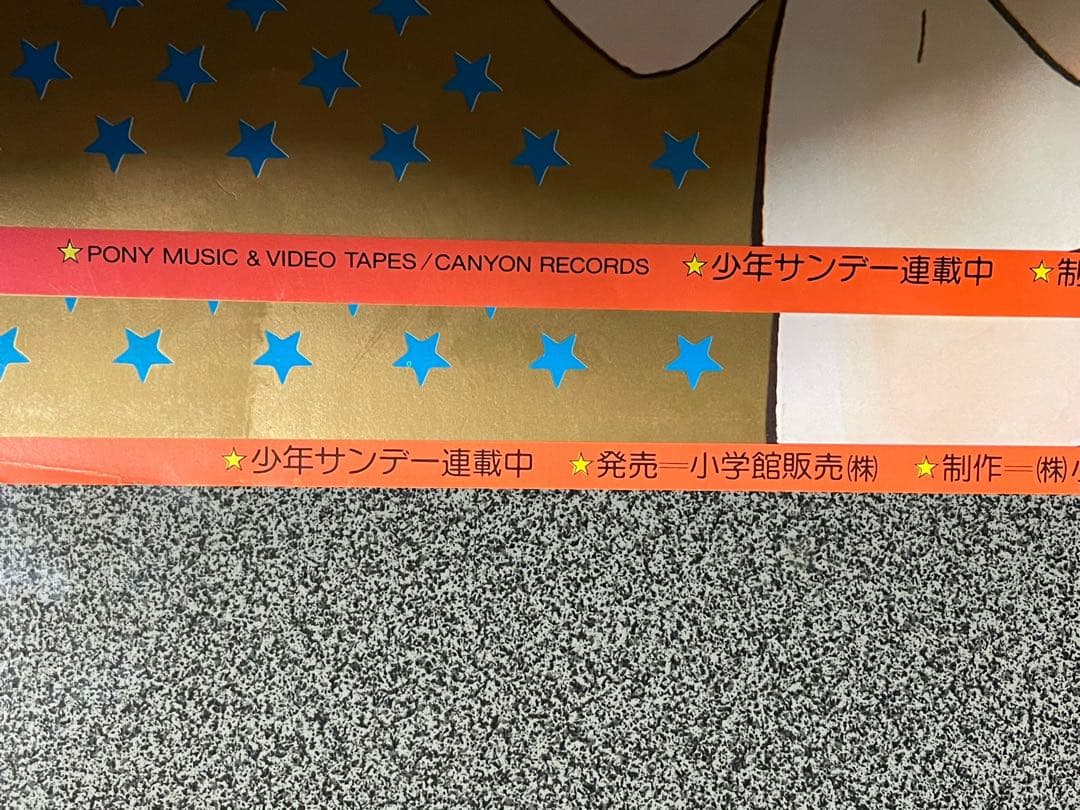 ★PONY MUSIC & VIDEO TAPES/CANYON RECORDS ★少年サンデー連載中 ★制
★少年サンデー連載中 ★発売＝小学館販売㈱ ★制作＝㈱小